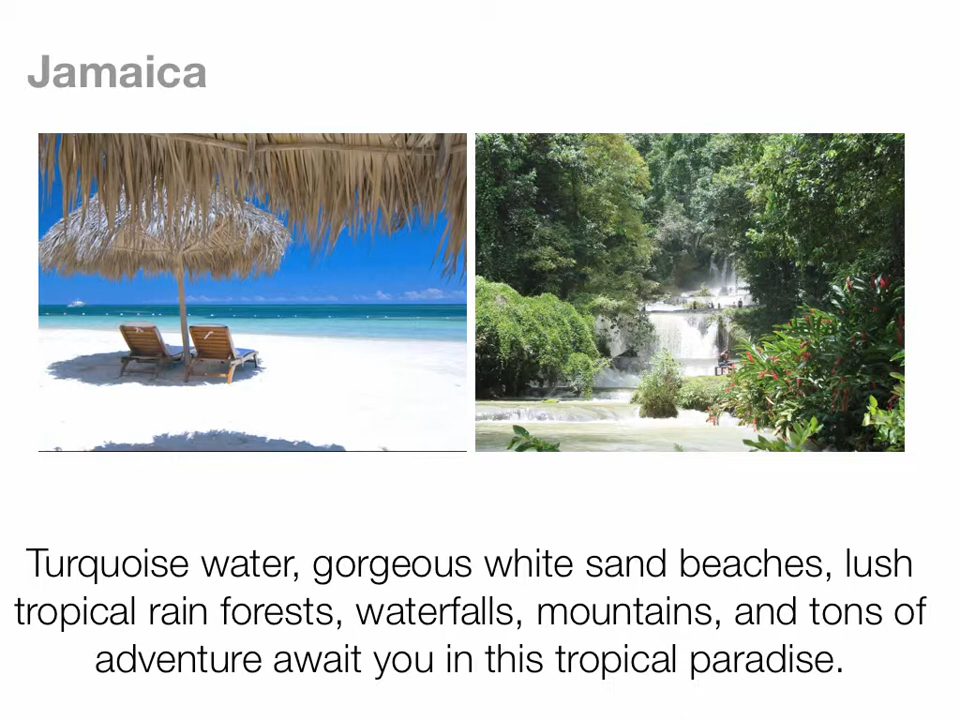 Jamaica
Turquoise water, gorgeous white sand beaches, lush
tropical rain forests, waterfalls, mountains, and tons of
adventure await you in this tropical paradise.